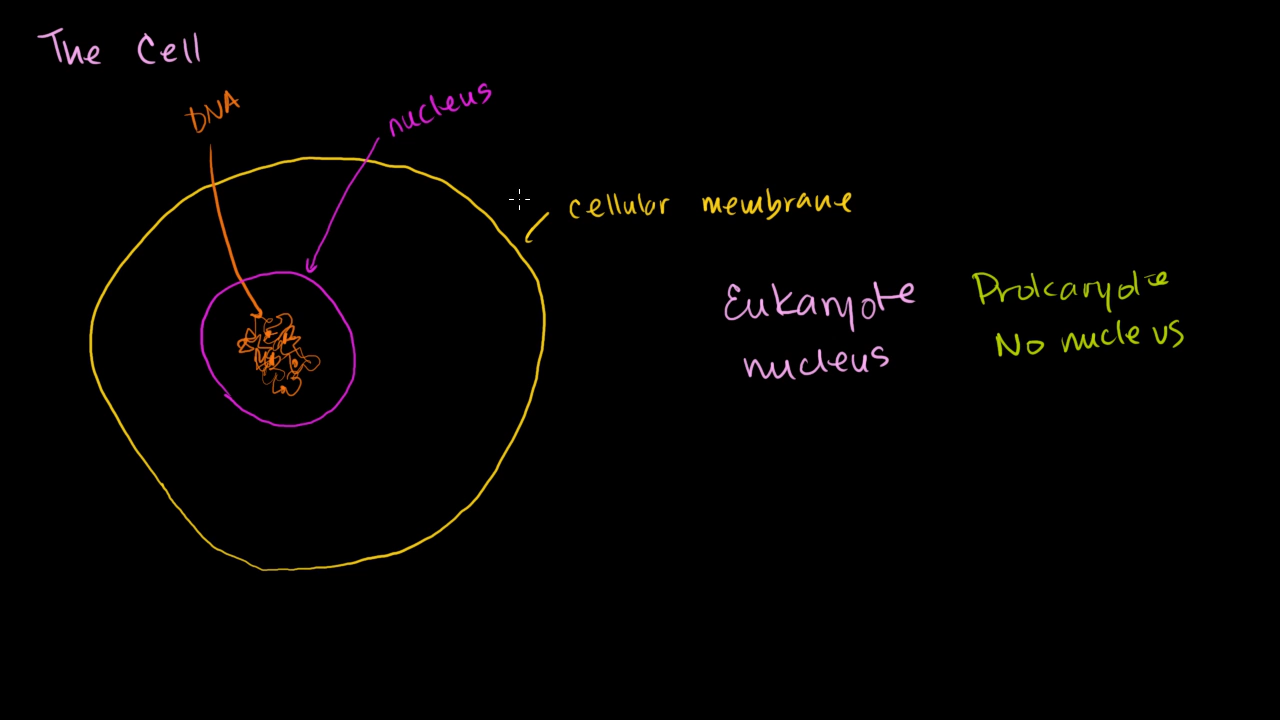 The Cell
DNA
nucleus
cellular membrane
Eukaryote
nucleus
Prokaryote
No nucleus